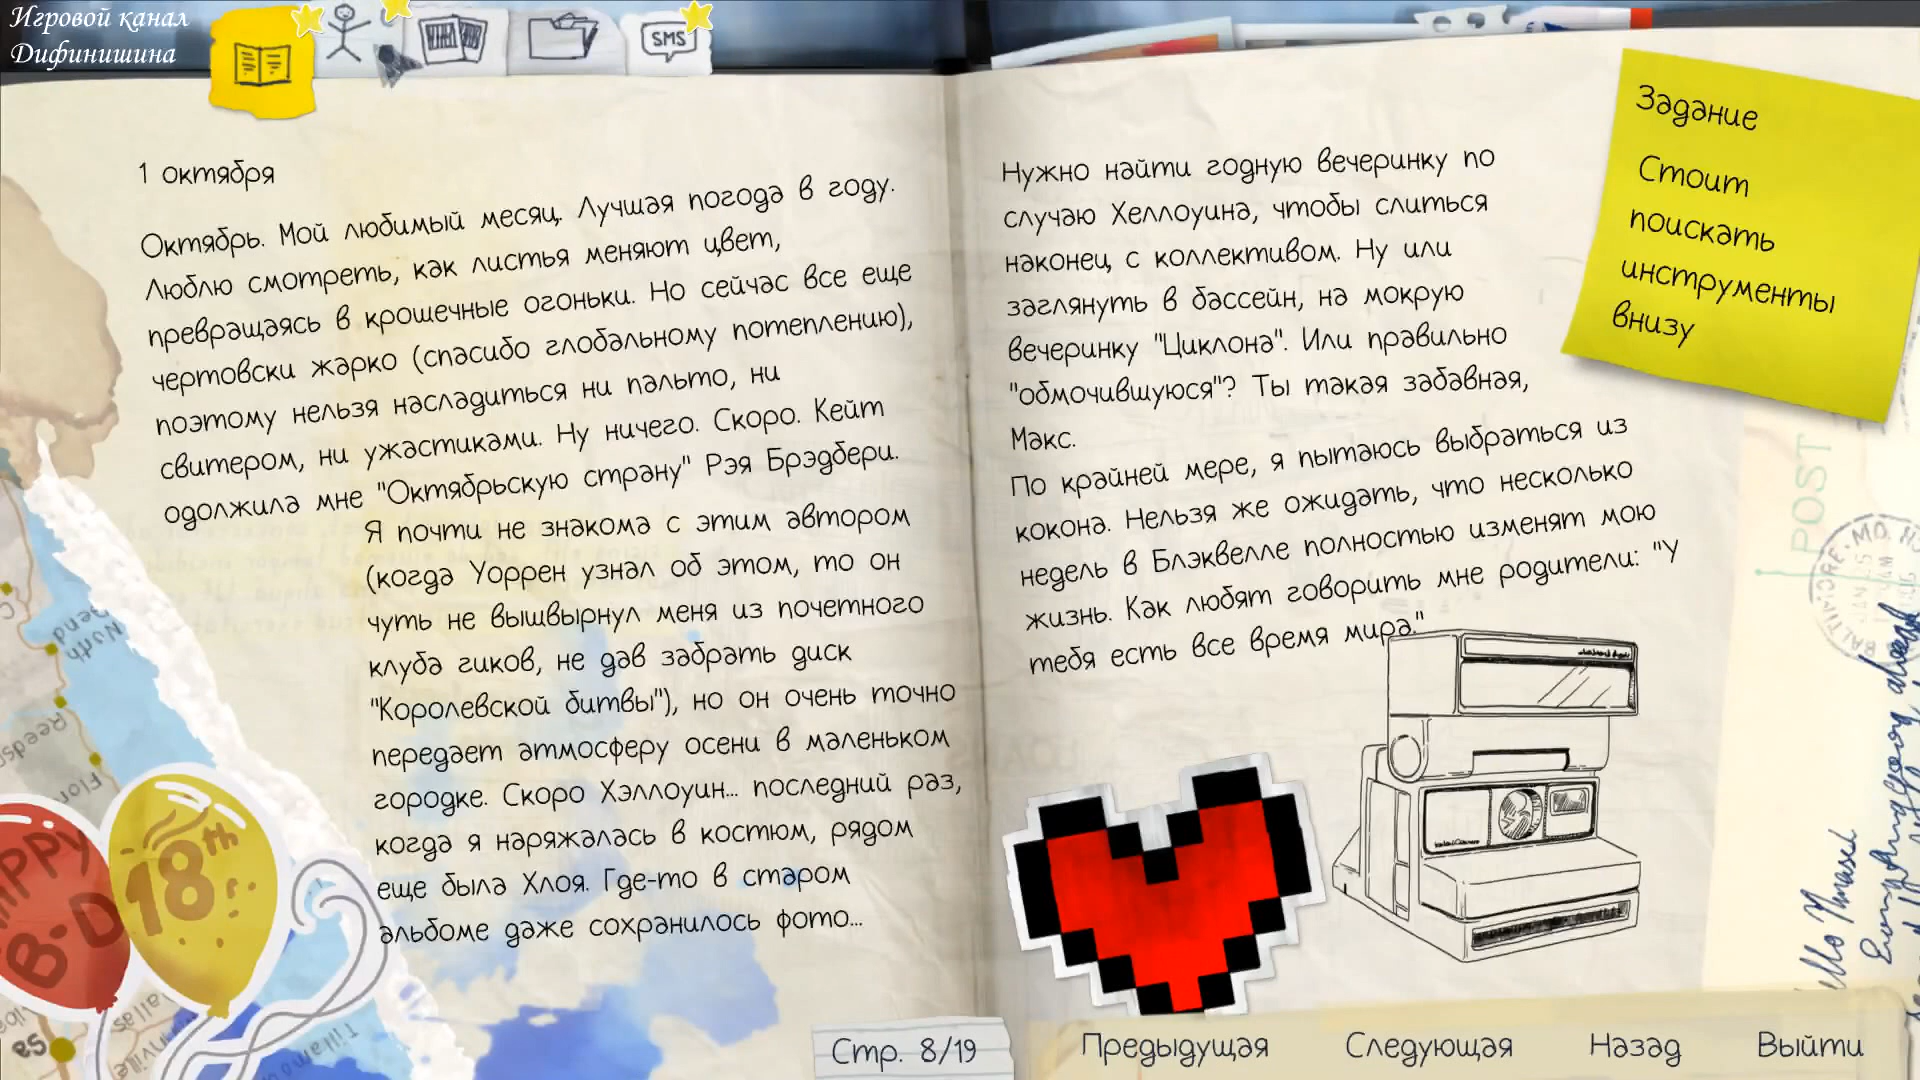 Игровой канал
Дифинишина
SMS
1 октября
Октябрь. Мой любимый месяц. Лучшая погода в году.
Люблю смотреть, как листья меняют цвет,
превращаясь в крошечные огоньки. Но сейчас все еще
чертовски жарко (спасибо глобальному потеплению),
поэтому нельзя насладиться ни пальто, ни
свитером, ни ужастиками. Ну ничего. Скоро. Кейт
одолжила мне "Октябрьскую страну" Рэя Брэдбери.
Я почти не знакома с этим автором
(когда Уоррен узнал об этом, то он
чуть не вышвырнул меня из почетного
клуба гиков, не дав забрать диск
"Королевской битвы"), но он очень точно
передает атмосферу осени в маленьком
городке. Скоро Хэллоуин... последний раз,
когда я наряжалась в костюм, рядом
еще была Хлоя. Где-то в старом
альбоме даже сохранилось фото...
Нужно найти годную вечеринку по
случаю Хеллоуина, чтобы слиться
наконец с коллективом. Ну или
заглянуть в бассейн, на мокрую
вечеринку "Циклона". Или правильно
"обмочившуюся"? Ты такая забавная,
Макс.
По крайней мере, я пытаюсь выбраться из
кокона. Нельзя же ожидать, что несколько
недель в Блэквелле полностью изменят мою
жизнь. Как любят говорить мне родители: "У
тебя есть все время мира."
Задание
Стоит
поискать
инструменты
внизу
POST
North
Bend
HAPPY
B-D
18th
Стр. 8/19
Предыдущая
Следующая
Назад
Выйти